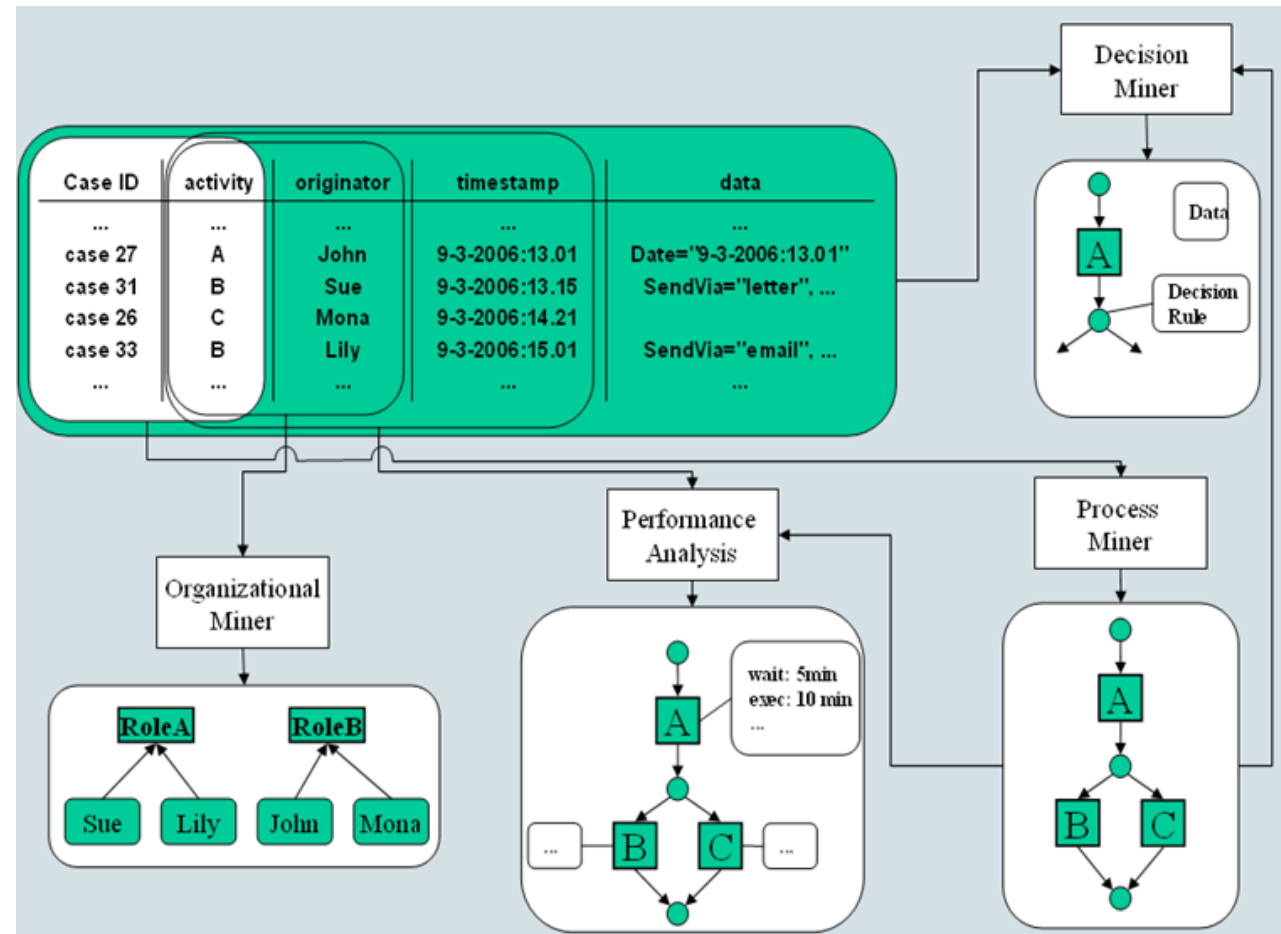 Decision
Miner
Case ID activity originator timestamp data
... ... ... ... ...
case 27 A John 9-3-2006:13.01 Date="9-3-2006:13.01"
case 31 B Sue 9-3-2006:13.15 SendVia="letter", ...
case 26 C Mona 9-3-2006:14.21
case 33 B Lily 9-3-2006:15.01 SendVia="email", ...
... ... ... ... ...
Data
A
Decision
Rule
Organizational
Miner
RoleA RoleB
Sue Lily John Mona
Performance
Analysis
wait: 5min
exec: 10 min
...
A
... B C ...
Process
Miner
A
B C